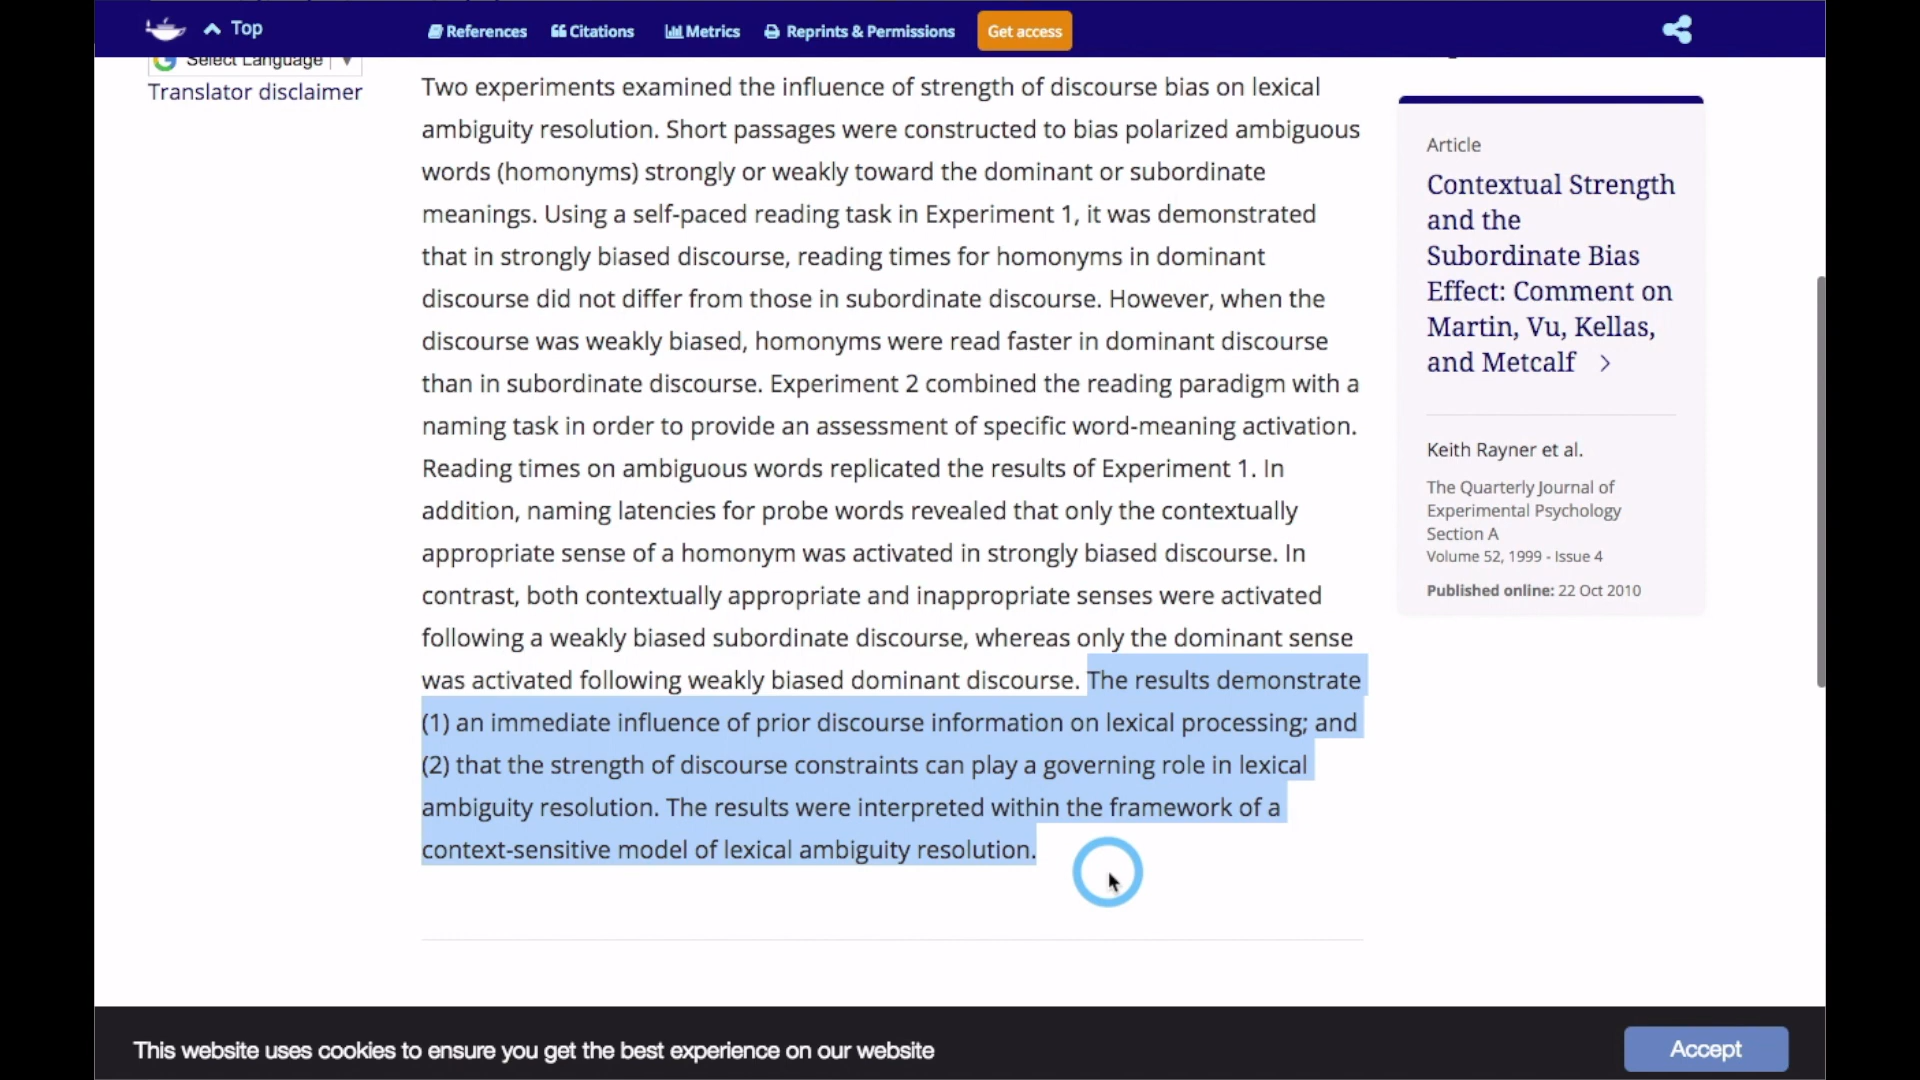 Top
References
Citations
Metrics
Reprints & Permissions
Get access
Select Language
Translator disclaimer
Two experiments examined the influence of strength of discourse bias on lexical
ambiguity resolution. Short passages were constructed to bias polarized ambiguous
words (homonyms) strongly or weakly toward the dominant or subordinate
meanings. Using a self-paced reading task in Experiment 1, it was demonstrated
that in strongly biased discourse, reading times for homonyms in dominant
discourse did not differ from those in subordinate discourse. However, when the
discourse was weakly biased, homonyms were read faster in dominant discourse
than in subordinate discourse. Experiment 2 combined the reading paradigm with a
naming task in order to provide an assessment of specific word-meaning activation.
Reading times on ambiguous words replicated the results of Experiment 1. In
addition, naming latencies for probe words revealed that only the contextually
appropriate sense of a homonym was activated in strongly biased discourse. In
contrast, both contextually appropriate and inappropriate senses were activated
following a weakly biased subordinate discourse, whereas only the dominant sense
was activated following weakly biased dominant discourse. The results demonstrate
(1) an immediate influence of prior discourse information on lexical processing; and
(2) that the strength of discourse constraints can play a governing role in lexical
ambiguity resolution. The results were interpreted within the framework of a
context-sensitive model of lexical ambiguity resolution.
Article
Contextual Strength
and the
Subordinate Bias
Effect: Comment on
Martin, Vu, Kellas,
and Metcalf
Keith Rayner et al.
The Quarterly Journal of
Experimental Psychology
Section A
Volume 52, 1999 - Issue 4
Published online: 22 Oct 2010
This website uses cookies to ensure you get the best experience on our website
Accept